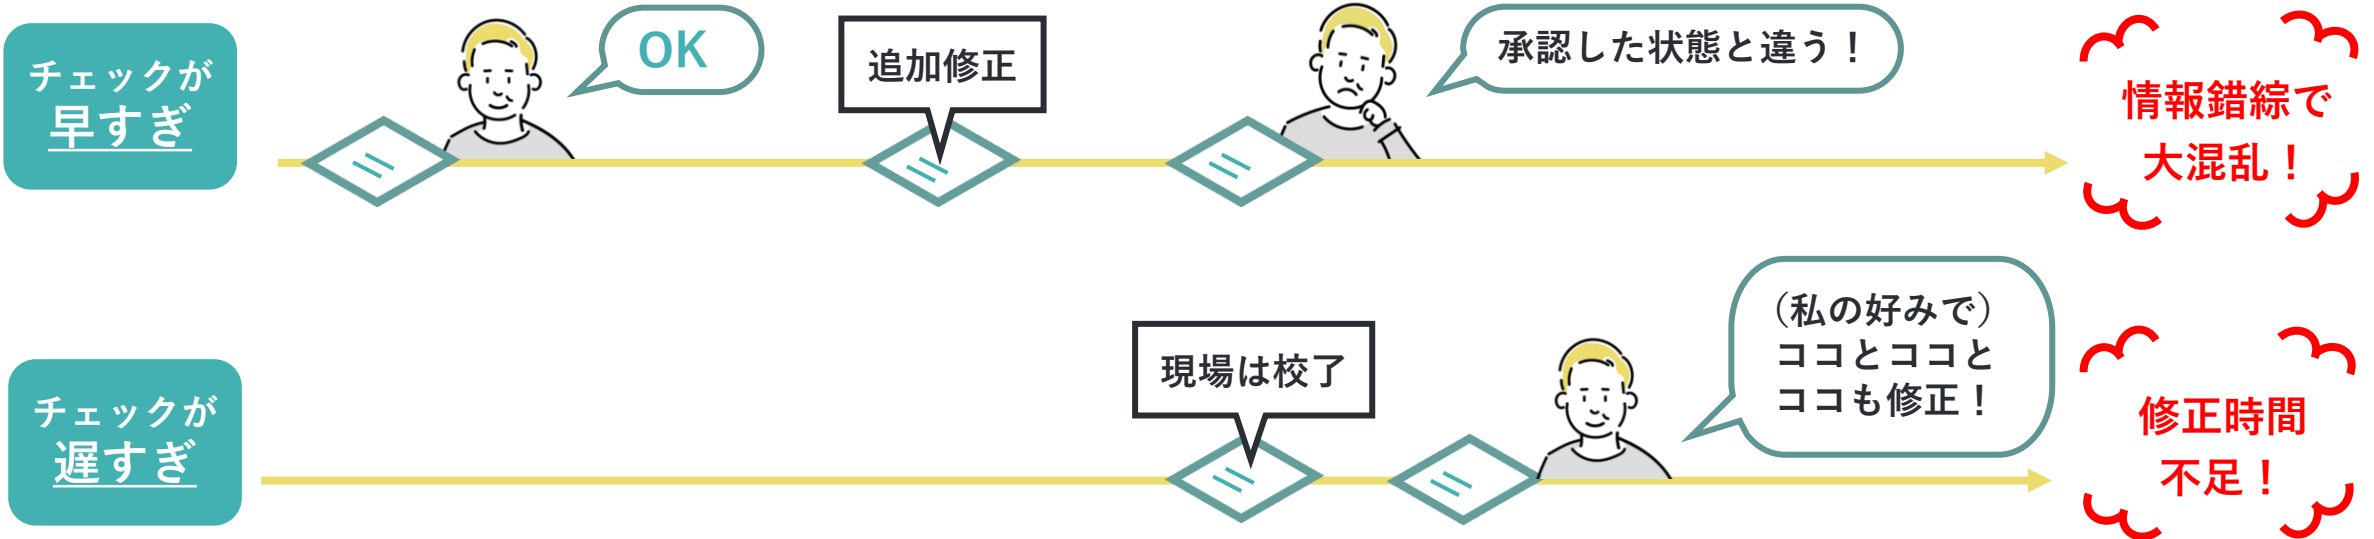 チェックが
早すぎ
OK
追加修正
承認した状態と違う！
情報錯綜で
大混乱！
チェックが
遅すぎ
現場は校了
（私の好みで）
ココとココと
ココも修正！
修正時間
不足！